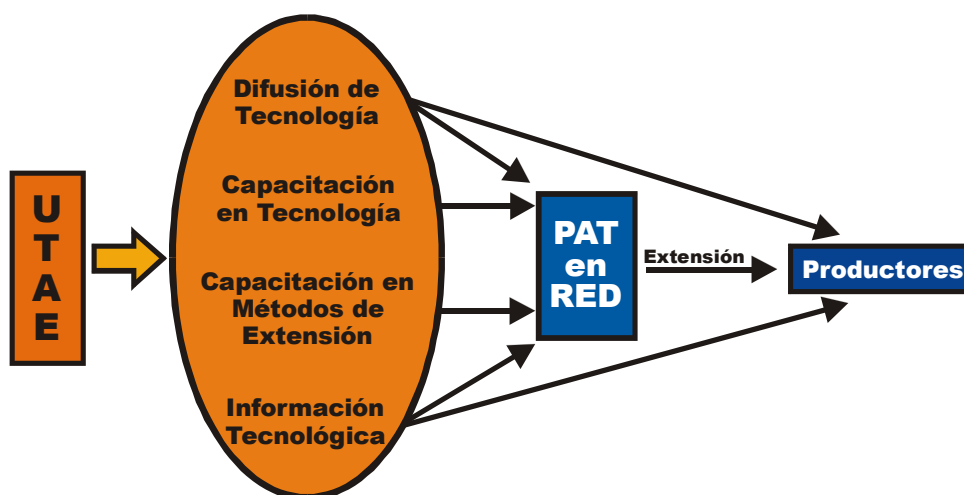 U
T
A
E
Difusión de
Tecnología
Capacitación
en Tecnología
Capacitación en
Métodos de
Extensión
Información
Tecnológica
PAT
en
RED
Extensión
Productores